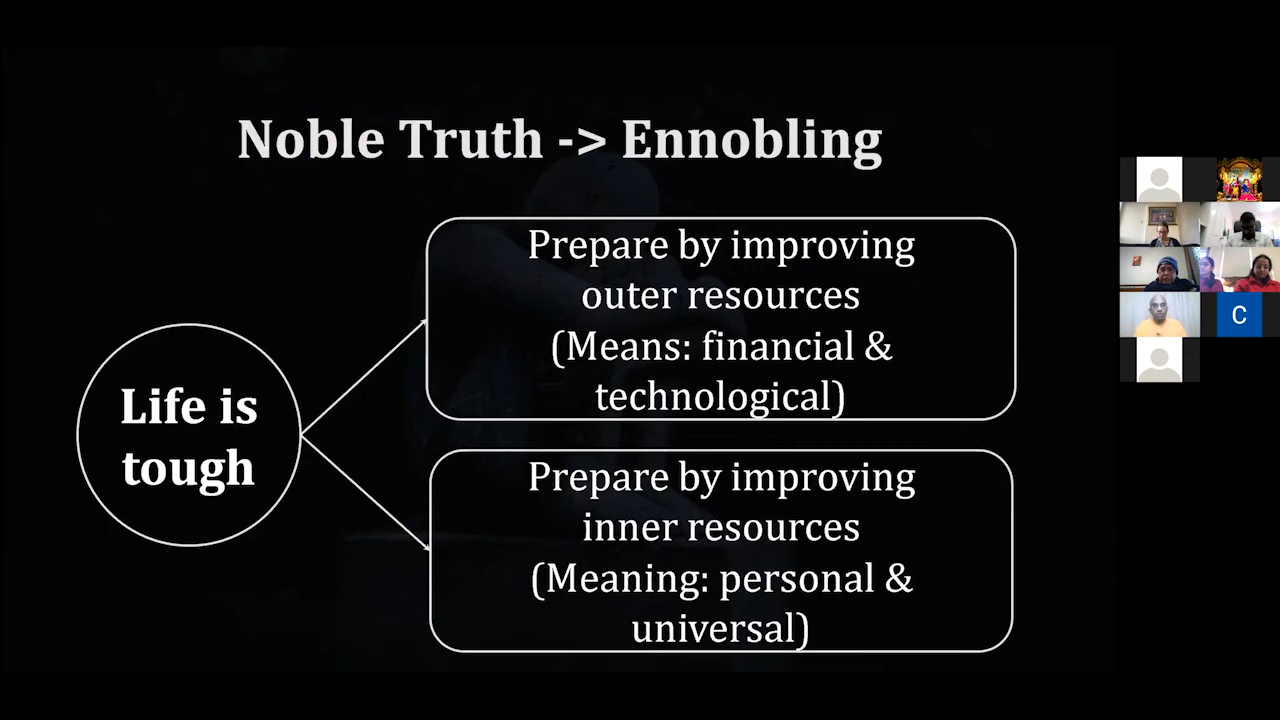 Noble Truth -> Ennobling
Life is
tough
Prepare by improving
outer resources
(Means: financial &
technological)
Prepare by improving
inner resources
(Meaning: personal &
universal)
C